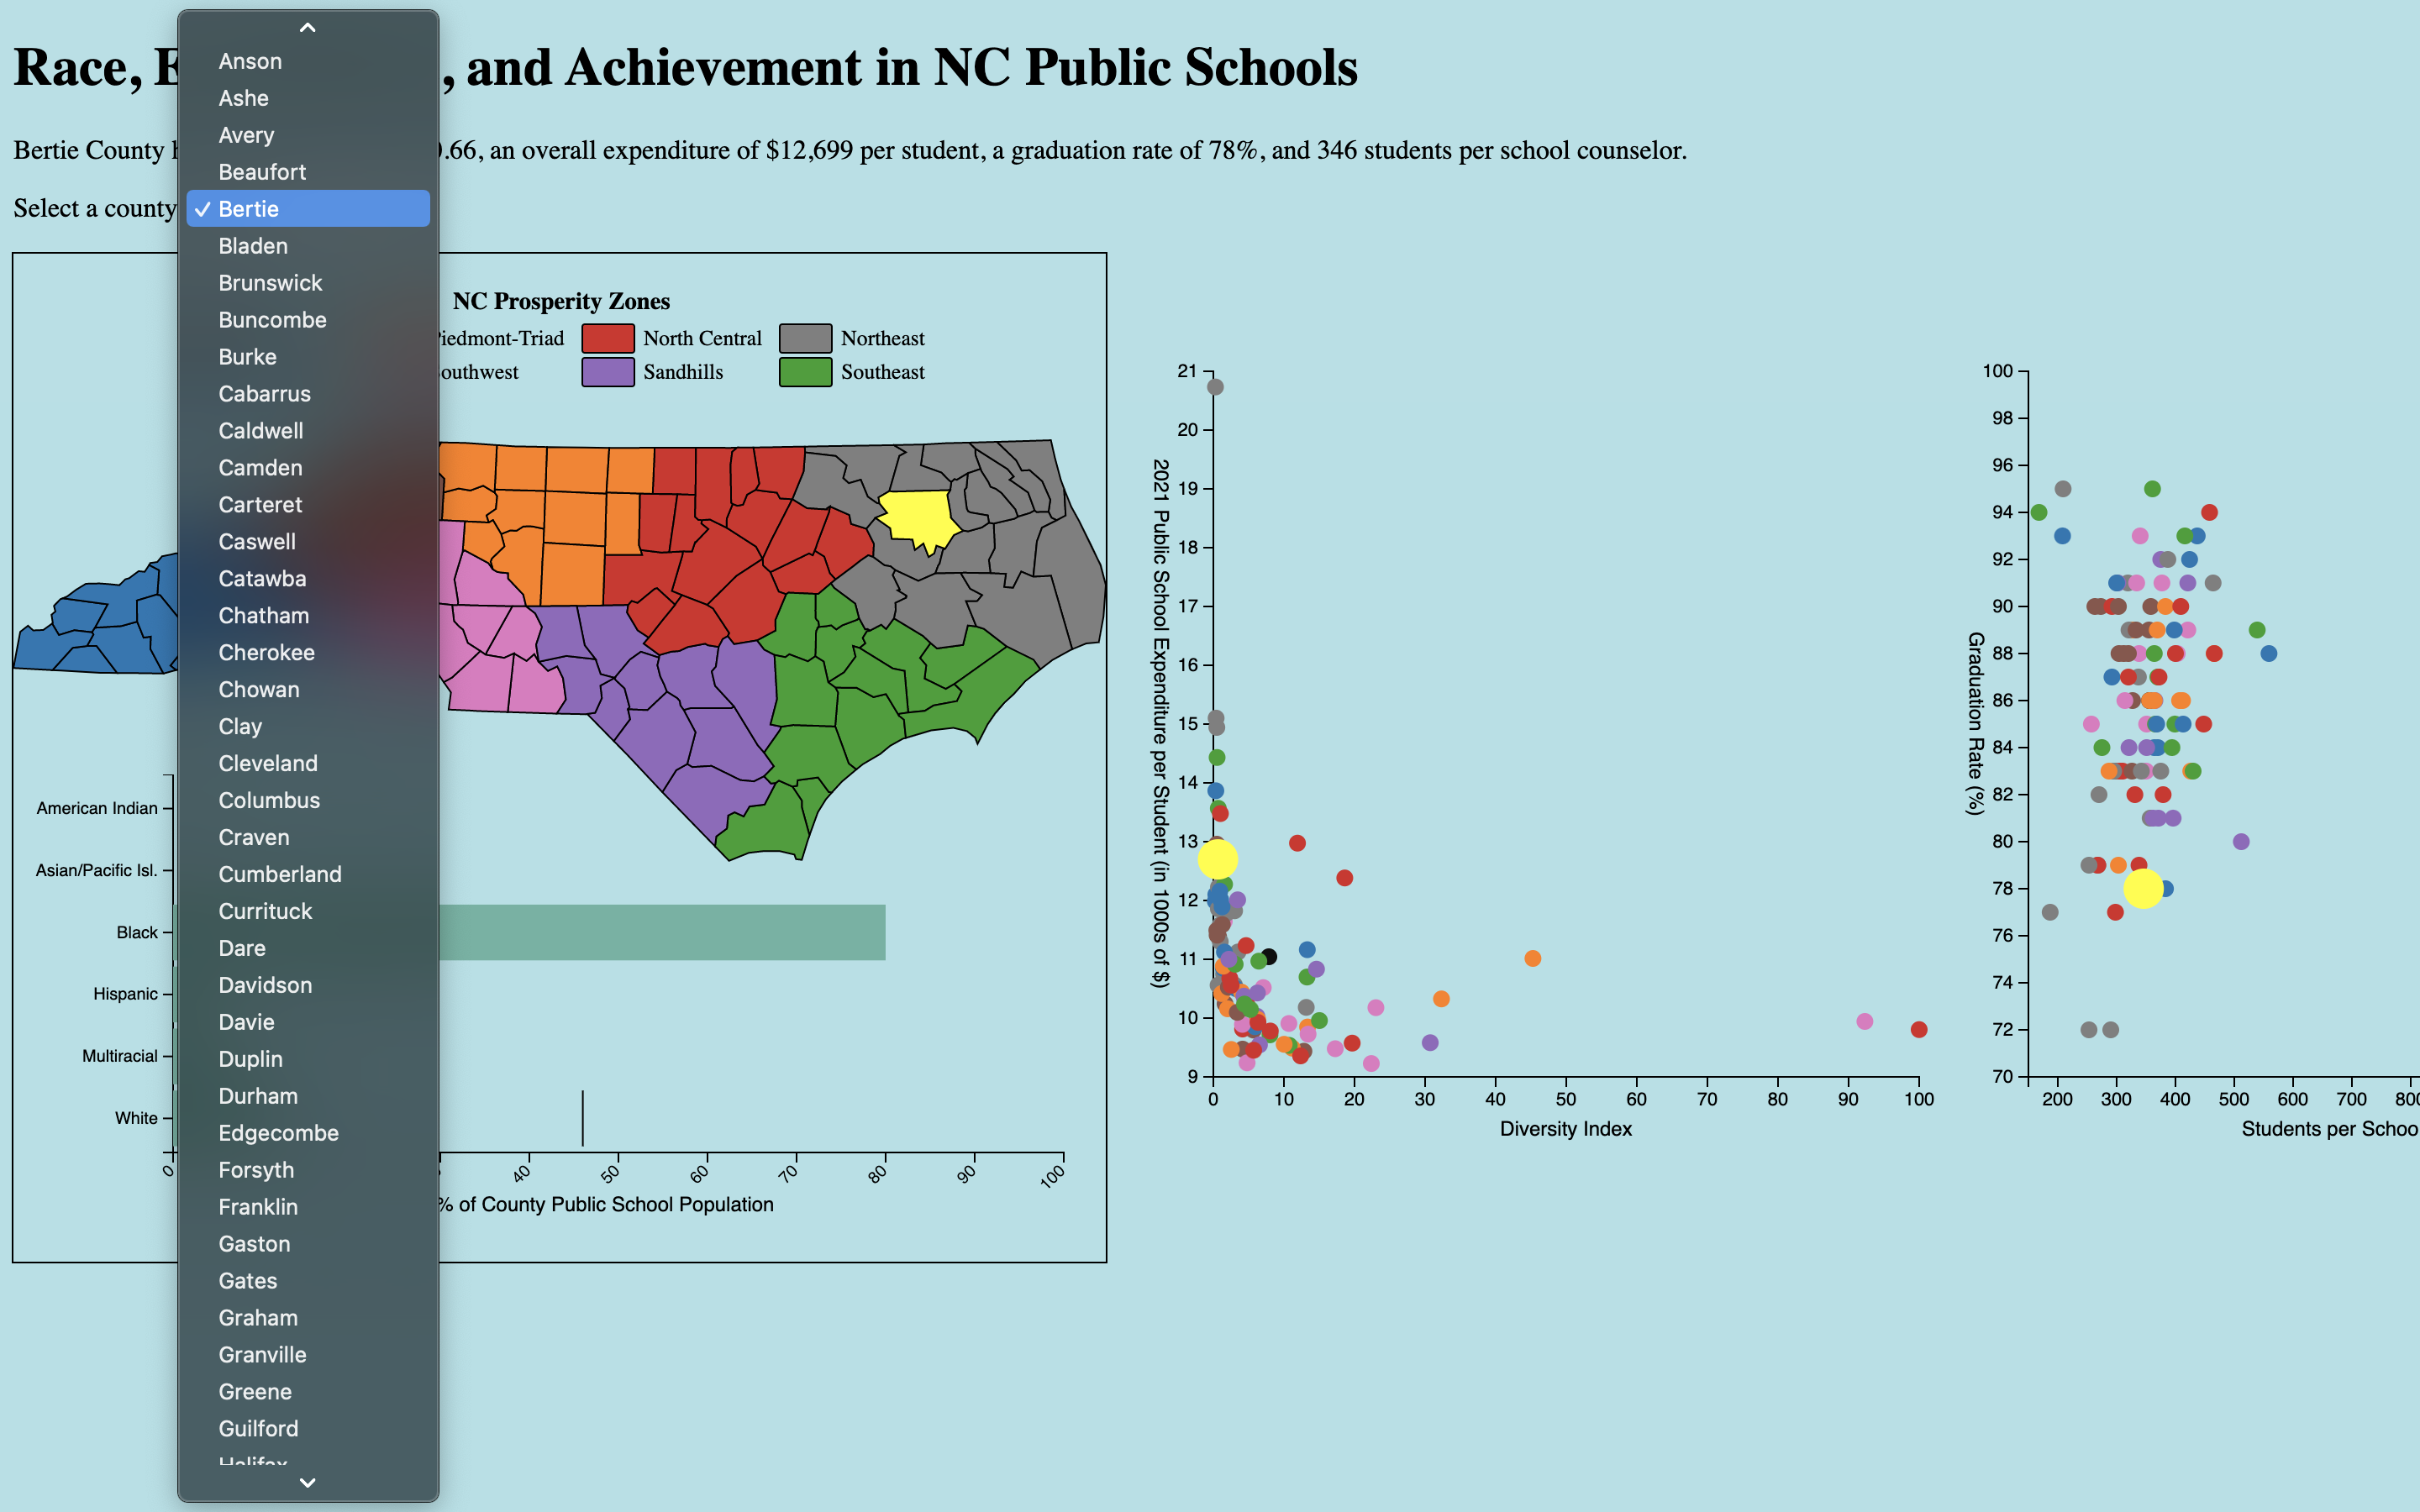 Race, E , and Achievement in NC Public Schools
Bertie County .66, an overall expenditure of $12,699 per student, a graduation rate of 78%, and 346 students per school counselor.
Select a county
Anson
Ashe
Avery
Beaufort
✓ Bertie
Bladen
Brunswick
Buncombe
Burke
Cabarrus
Caldwell
Camden
Carteret
Caswell
Catawba
Chatham
Cherokee
Chowan
Clay
Cleveland
Columbus
Craven
Cumberland
Currituck
Dare
Davidson
Davie
Duplin
Durham
Edgecombe
Forsyth
Franklin
Gaston
Gates
Graham
Granville
Greene
Guilford
Halifax
NC Prosperity Zones
Piedmont-Triad North Central Northeast
outhwest Sandhills Southeast
American Indian
Asian/Pacific Isl.
Black
Hispanic
Multiracial
White
0 40 50 60 70 80 90 100
% of County Public School Population
2021 Public School Expenditure per Student (in 1000s of $)
21
20
19
18
17
16
15
14
13
12
11
10
9
0 10 20 30 40 50 60 70 80 90 100
Diversity Index
Graduation Rate (%)
100
98
96
94
92
90
88
86
84
82
80
78
76
74
72
70
200 300 400 500 600 700 800
Students per Schoo